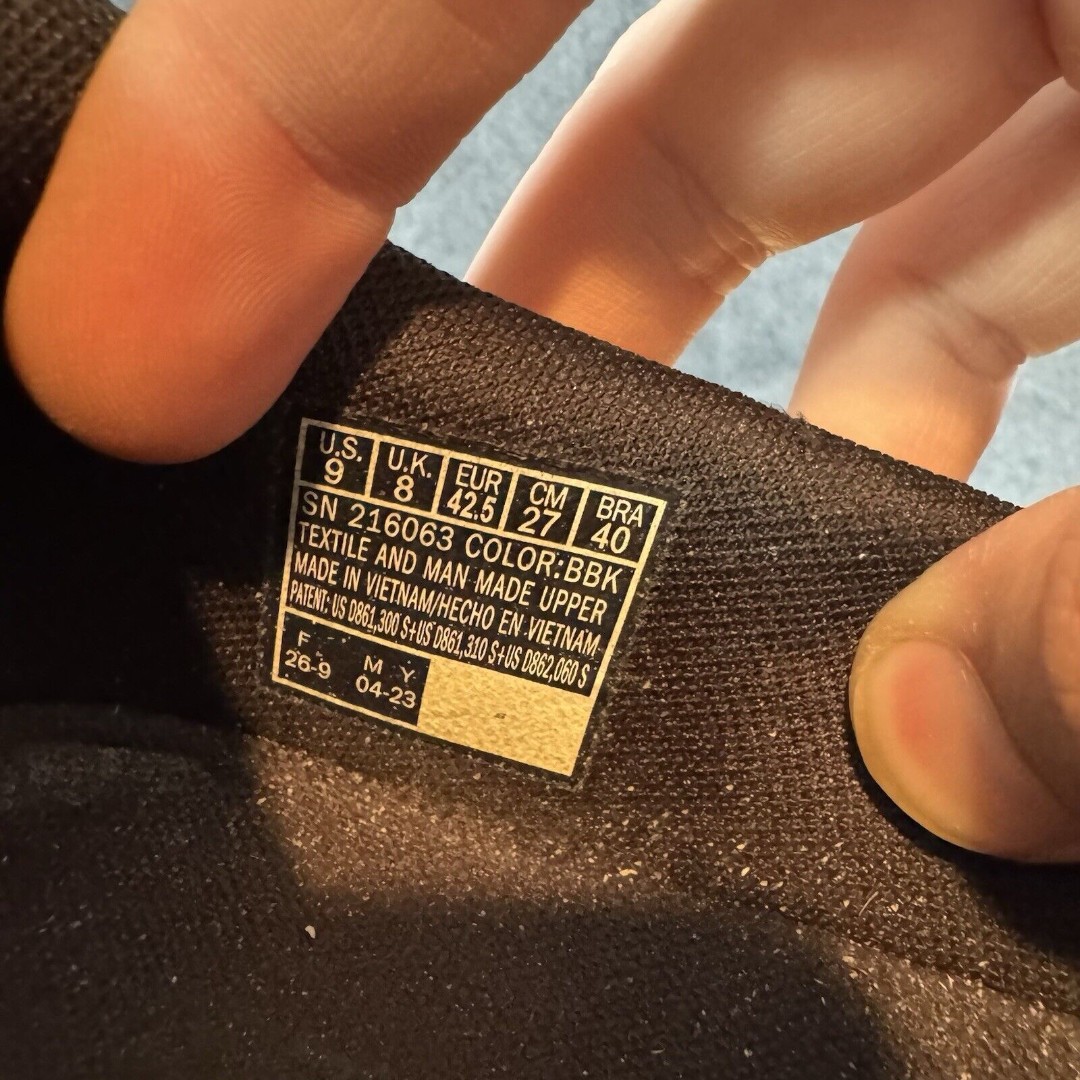 U.S. U.K. EUR CM BRA
9 8 42.5 27 40
SN 216063 COLOR:BBK
TEXTILE AND MAN MADE UPPER
MADE IN VIETNAM/HECHO EN VIETNAM
PATENT: US D861,300 S+US D861,310 S+US D862,060 S
F M Y
26-9 04-23